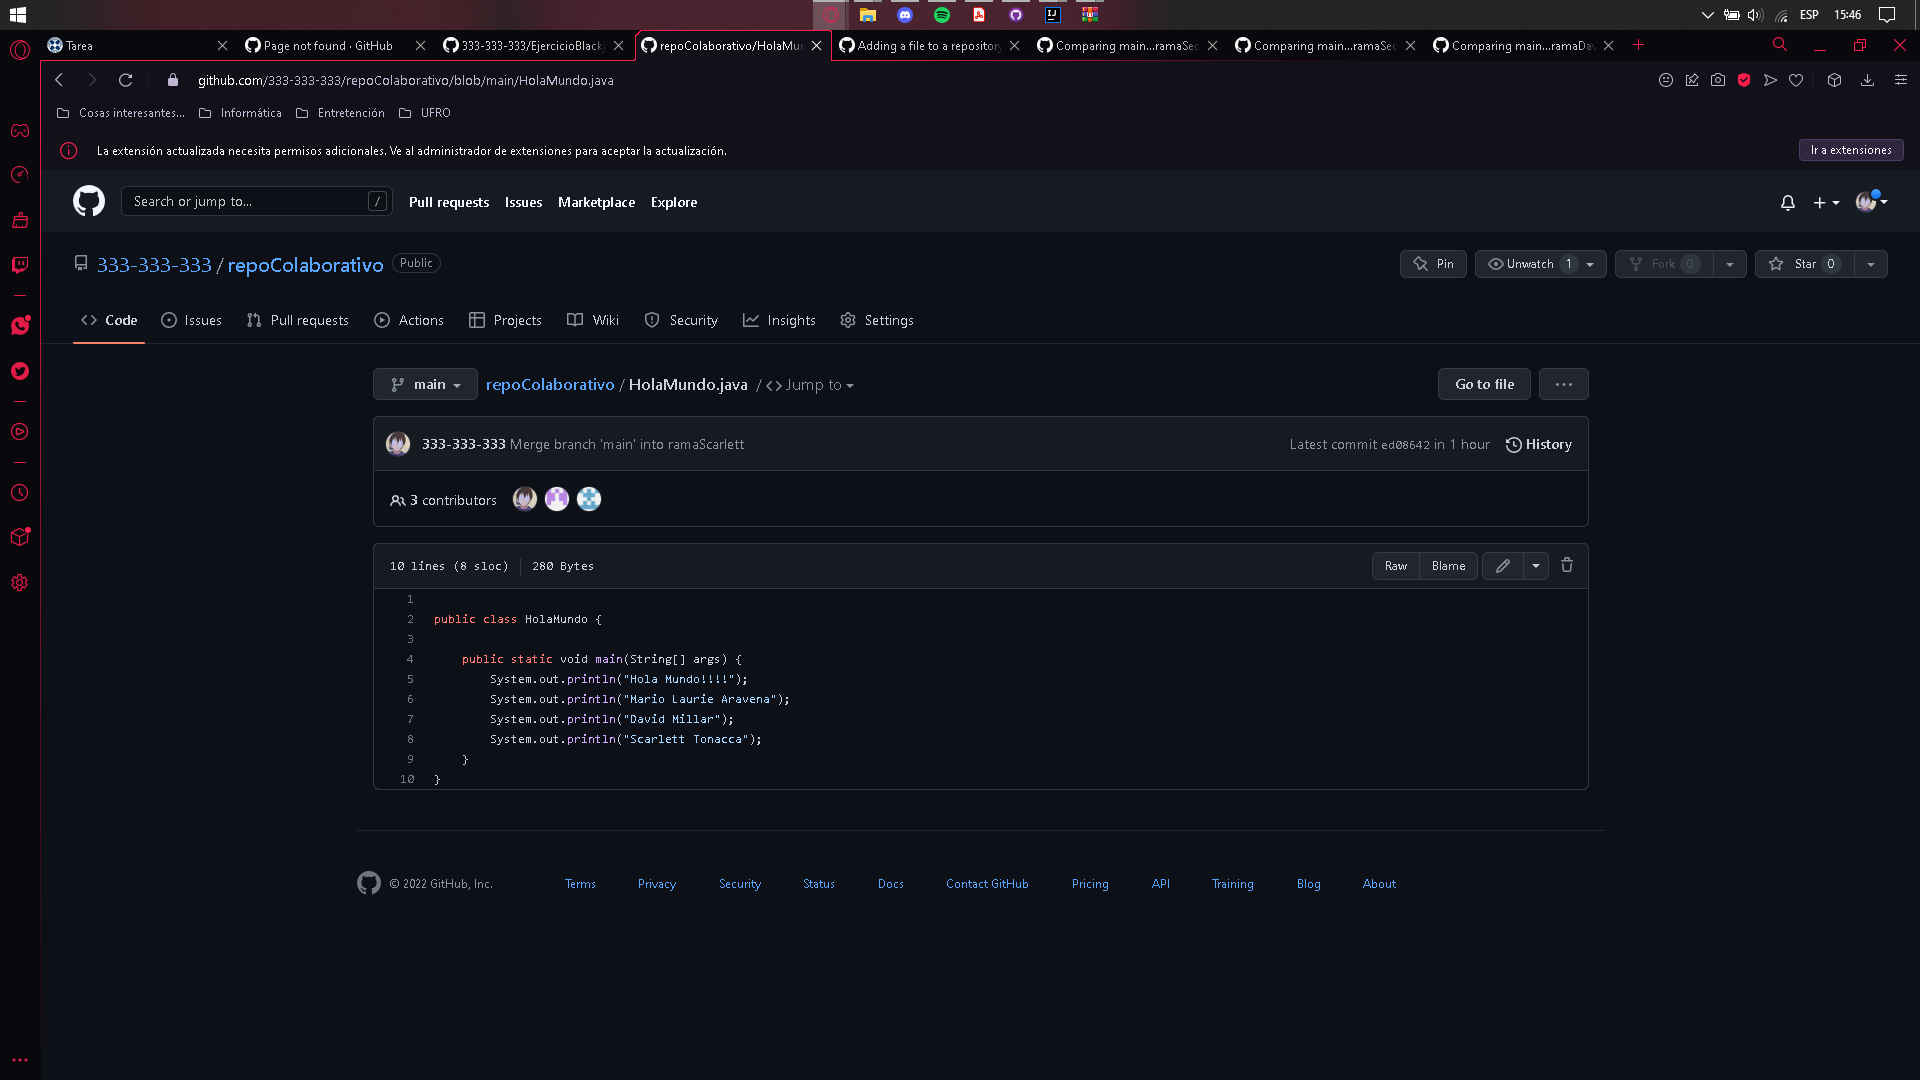 ESP 15:46
Tarea
Page not found · GitHub
333-333-333/EjercicioBlackj
repoColaborativo/HolaMun
Adding a file to a repository
Comparing main...ramaSec
Comparing main...ramaSec
Comparing main...ramaDa
github.com/333-333-333/repoColaborativo/blob/main/HolaMundo.java
Cosas interesantes... Informática Entretención UFRO
La extensión actualizada necesita permisos adicionales. Ve al administrador de extensiones para aceptar la actualización.
Ir a extensiones
Search or jump to... / Pull requests Issues Marketplace Explore
333-333-333 / repoColaborativo Public
Pin Unwatch 1 Fork 0 Star 0
Code Issues Pull requests Actions Projects Wiki Security Insights Settings
main repoColaborativo / HolaMundo.java / Jump to
Go to file ...
333-333-333 Merge branch 'main' into ramaScarlett
Latest commit ed08642 in 1 hour History
3 contributors
10 lines (8 sloc) 280 Bytes
Raw Blame
1
2 public class HolaMundo {
3
4 public static void main(String[] args) {
5 System.out.println("Hola Mundo!!!!");
6 System.out.println("Mario Laurie Aravena");
7 System.out.println("David Millar");
8 System.out.println("Scarlett Tonacca");
9 }
10 }
© 2022 GitHub, Inc. Terms Privacy Security Status Docs Contact GitHub Pricing API Training Blog About